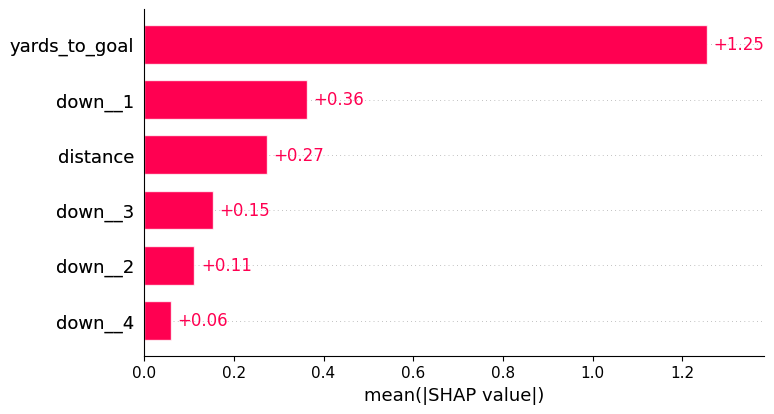 yards_to_goal +1.25
down__1 +0.36
distance +0.27
down__3 +0.15
down__2 +0.11
down__4 +0.06
0.0 0.2 0.4 0.6 0.8 1.0 1.2
mean(|SHAP value|)